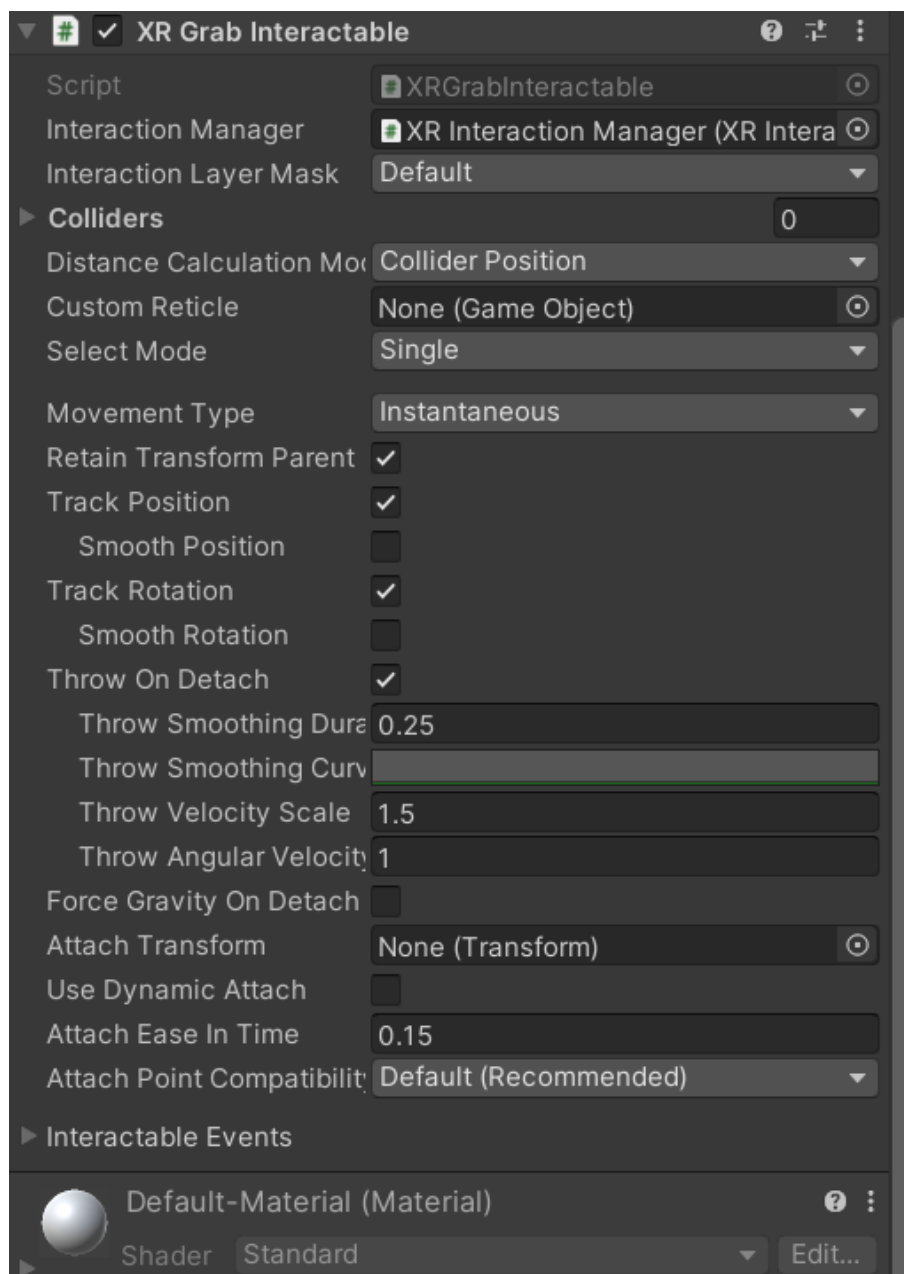 XR Grab Interactable
Script XRGrabInteractable
Interaction Manager XR Interaction Manager (XR Intera
Interaction Layer Mask Default
Colliders 0
Distance Calculation Mod Collider Position
Custom Reticle None (Game Object)
Select Mode Single
Movement Type Instantaneous
Retain Transform Parent
Track Position
Smooth Position
Track Rotation
Smooth Rotation
Throw On Detach
Throw Smoothing Dura 0.25
Throw Smoothing Curv
Throw Velocity Scale 1.5
Throw Angular Velocity 1
Force Gravity On Detach
Attach Transform None (Transform)
Use Dynamic Attach
Attach Ease In Time 0.15
Attach Point Compatibilit Default (Recommended)
Interactable Events
Default-Material (Material)
Shader Standard Edit...